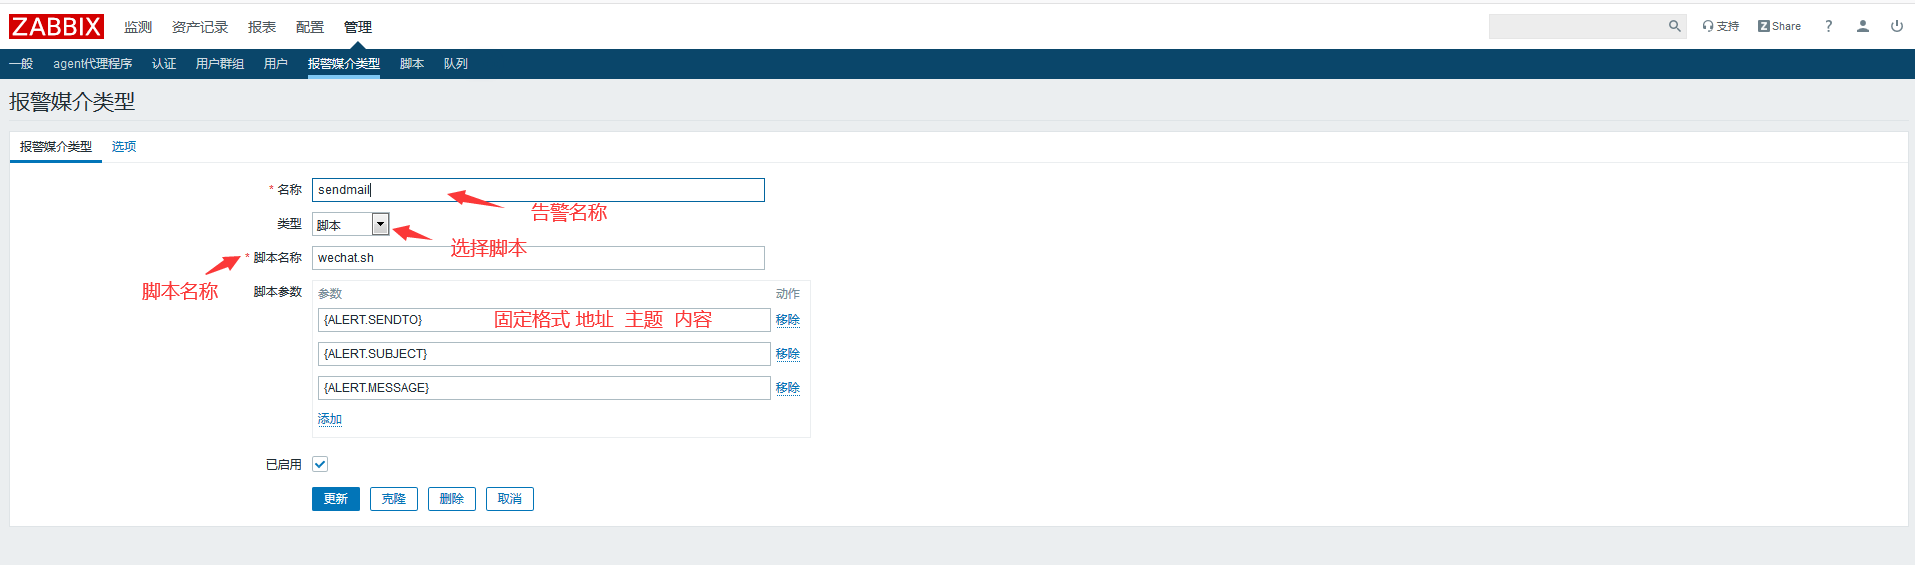 ZABBIX 监测 资产记录 报表 配置 管理 支持 Share ?
一般 agent代理程序 认证 用户群组 用户 报警媒介类型 脚本 队列
报警媒介类型
报警媒介类型 选项
* 名称 sendmail
告警名称
类型 脚本
选择脚本
* 脚本名称 wechat.sh
脚本名称
脚本参数 参数 动作
{ALERT.SENDTO} 固定格式 地址 主题 内容 移除
{ALERT.SUBJECT} 移除
{ALERT.MESSAGE} 移除
添加
已启用
更新 克隆 删除 取消